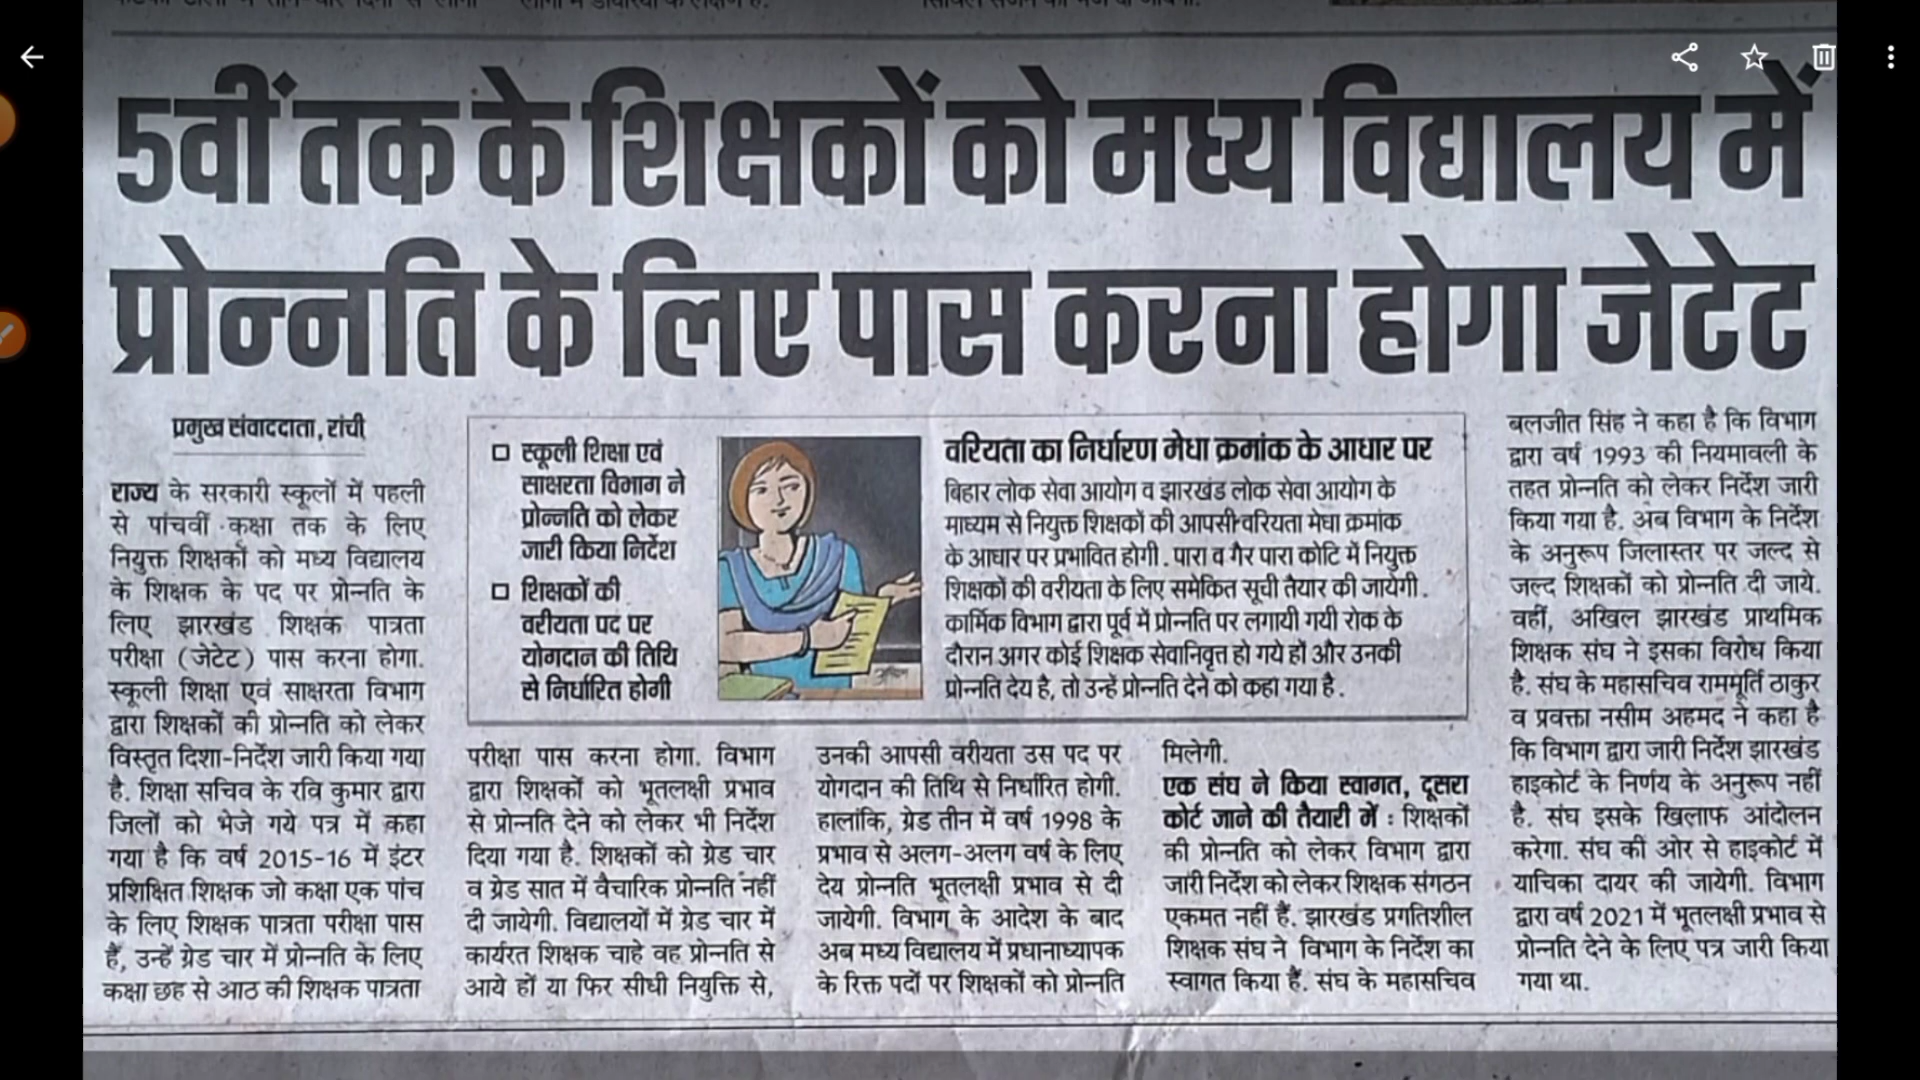 5वीं तक के शिक्षकों को मध्य विद्यालय में
प्रोन्नति के लिए पास करना होगा जेटेट
प्रमुख संवाददाता, रांची
राज्य के सरकारी स्कूलों में पहली
से पांचवीं कक्षा तक के लिए
नियुक्त शिक्षकों को मध्य विद्यालय
के शिक्षक के पद पर प्रोन्नति के
लिए झारखंड शिक्षक पात्रता
परीक्षा (जेटेट) पास करना होगा.
स्कूली शिक्षा एवं साक्षरता विभाग
द्वारा शिक्षकों की प्रोन्नति को लेकर
विस्तृत दिशा-निर्देश जारी किया गया
है. शिक्षा सचिव के रवि कुमार द्वारा
जिलों को भेजे गये पत्र में कहा
गया है कि वर्ष 2015-16 में इंटर
प्रशिक्षित शिक्षक जो कक्षा एक पांच
के लिए शिक्षक पात्रता परीक्षा पास
हैं, उन्हें ग्रेड चार में प्रोन्नति के लिए
कक्षा छह से आठ की शिक्षक पात्रता
स्कूली शिक्षा एवं
साक्षरता विभाग ने
प्रोन्नति को लेकर
जारी किया निर्देश
शिक्षकों की
वरीयता पद पर
योगदान की तिथि
से निर्धारित होगी
वरियता का निर्धारण मेधा क्रमांक के आधार पर
बिहार लोक सेवा आयोग व झारखंड लोक सेवा आयोग के
माध्यम से नियुक्त शिक्षकों की आपसी वरियता मेघा क्रमांक
के आधार पर प्रभावित होगी. पारा व गैर पारा कोटि में नियुक्त
शिक्षकों की वरीयता के लिए समेकित सूची तैयार की जायेगी.
कार्मिक विभाग द्वारा पूर्व में प्रोन्नति पर लगायी गयी रोक के
दौरान अगर कोई शिक्षक सेवानिवृत्त हो गये हों और उनकी
प्रोन्नति देय है, तो उन्हें प्रोन्नति देने को कहा गया है.
परीक्षा पास करना होगा. विभाग
द्वारा शिक्षकों को भूतलक्षी प्रभाव
से प्रोन्नति देने को लेकर भी निर्देश
दिया गया है. शिक्षकों को ग्रेड चार
व ग्रेड सात में वैचारिक प्रोन्नति नहीं
दी जायेगी. विद्यालयों में ग्रेड चार में
कार्यरत शिक्षक चाहे वह प्रोन्नति से
आये हों या फिर सीधी नियुक्ति से,
उनकी आपसी वरीयता उस पद पर
योगदान की तिथि से निर्धारित होगी.
हालांकि, ग्रेड तीन में वर्ष 1998 के
प्रभाव से अलग-अलग वर्ष के लिए
देय प्रोन्नति भूतलक्षी प्रभाव से दी
जायेगी. विभाग के आदेश के बाद
अब मध्य विद्यालय में प्रधानाध्यापक
के रिक्त पदों पर शिक्षकों को प्रोन्नति
मिलेगी.
एक संघ ने किया स्वागत, दूसरा
कोर्ट जाने की तैयारी में : शिक्षकों
की प्रोन्नति को लेकर विभाग द्वारा
जारी निर्देश को लेकर शिक्षक संगठन
एकमत नहीं हैं. झारखंड प्रगतिशील
शिक्षक संघ ने विभाग के निर्देश का
स्वागत किया हैं. संघ के महासचिव
बलजीत सिंह ने कहा है कि विभाग
द्वारा वर्ष 1993 की नियमावली के
तहत प्रोन्नति को लेकर निर्देश जारी
किया गया है. अब विभाग के निर्देश
के अनुरूप जिलास्तर पर जल्द से
जल्द शिक्षकों को प्रोन्नति दी जाये.
वहीं, अखिल झारखंड प्राथमिक
शिक्षक संघ ने इसका विरोध किया
है. संघ के महासचिव राममूर्ति ठाकुर
व प्रवक्ता नसीम अहमद ने कहा है
कि विभाग द्वारा जारी निर्देश झारखंड
हाइकोर्ट के निर्णय के अनुरूप नहीं
है. संघ इसके खिलाफ आंदोलन
करेगा. संघ की ओर से हाइकोर्ट में
याचिका दायर की जायेगी. विभाग
द्वारा वर्ष 2021 में भूतलक्षी प्रभाव से
प्रोन्नति देने के लिए पत्र जारी किया
गया था.